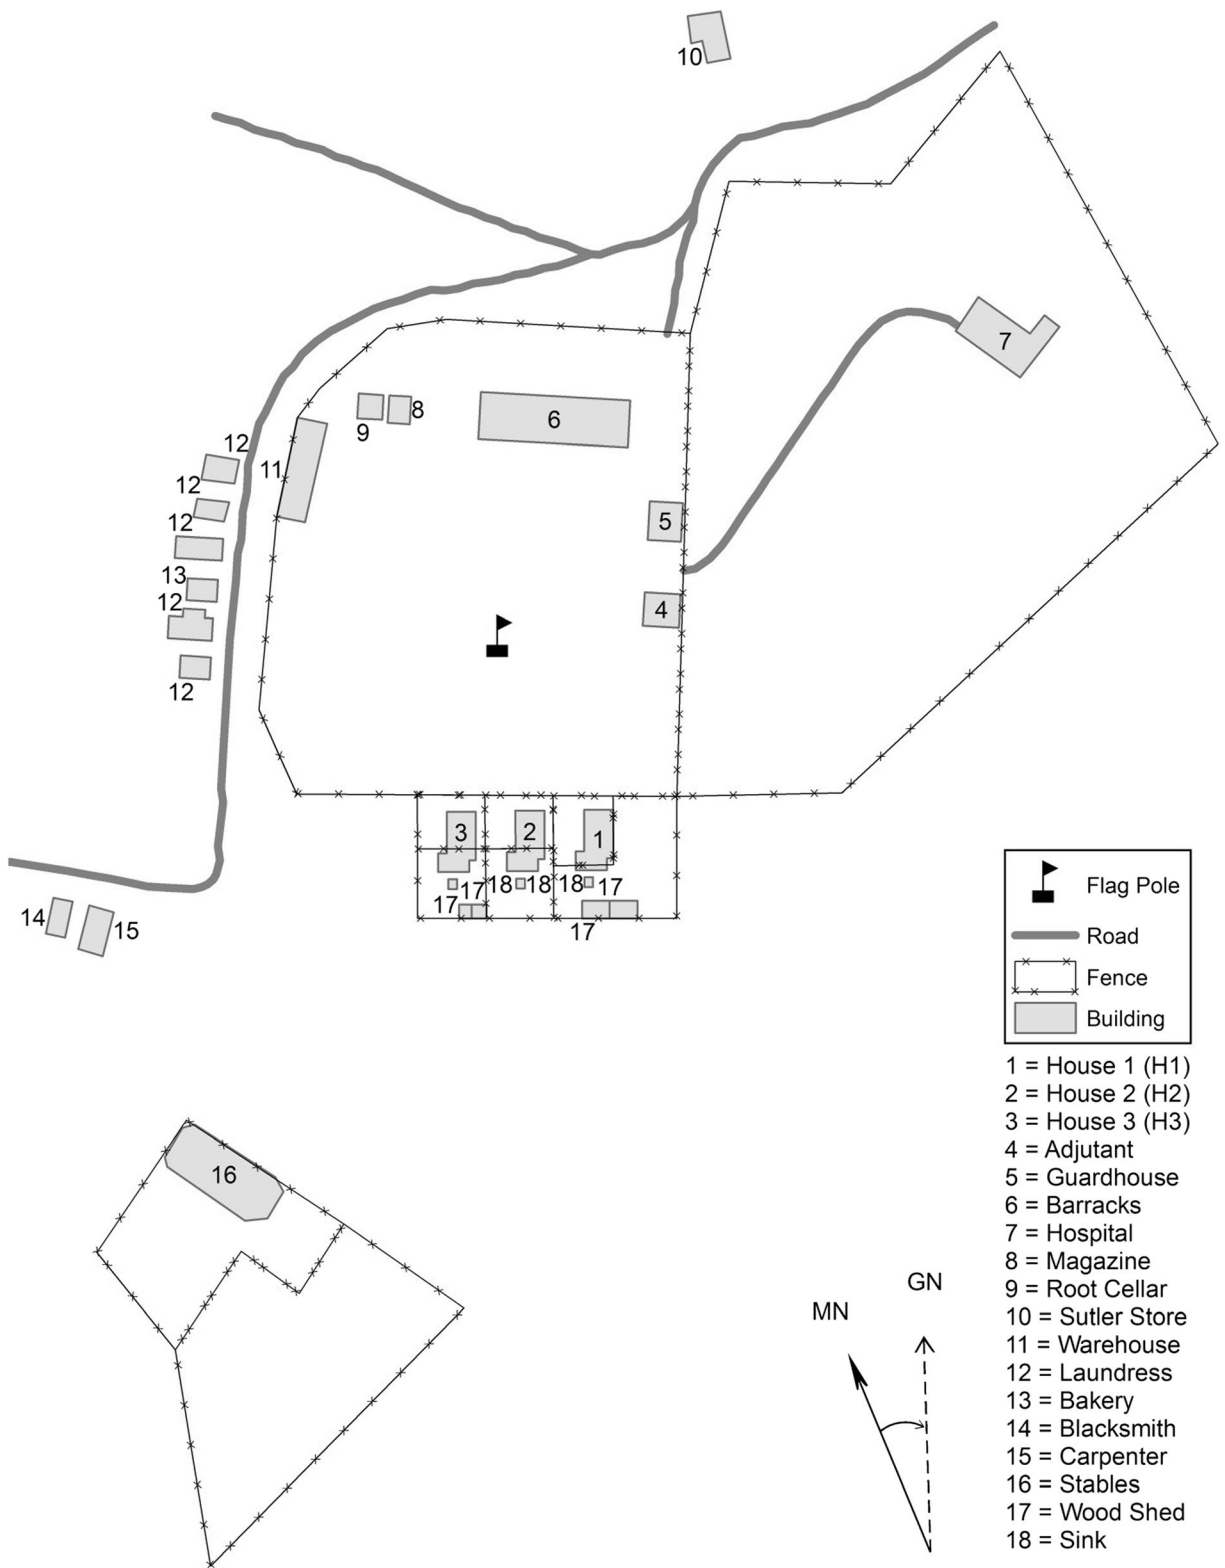 10
7
6
8
9
12
11
12
5
12
13
12
4
12
3
2
1
17
17
18
18
18
17
17
14
15
Flag Pole
Road
Fence
Building
1 = House 1 (H1)
2 = House 2 (H2)
3 = House 3 (H3)
4 = Adjutant
5 = Guardhouse
6 = Barracks
7 = Hospital
8 = Magazine
9 = Root Cellar
10 = Sutler Store
11 = Warehouse
12 = Laundress
13 = Bakery
14 = Blacksmith
15 = Carpenter
16 = Stables
17 = Wood Shed
18 = Sink
16
GN
MN